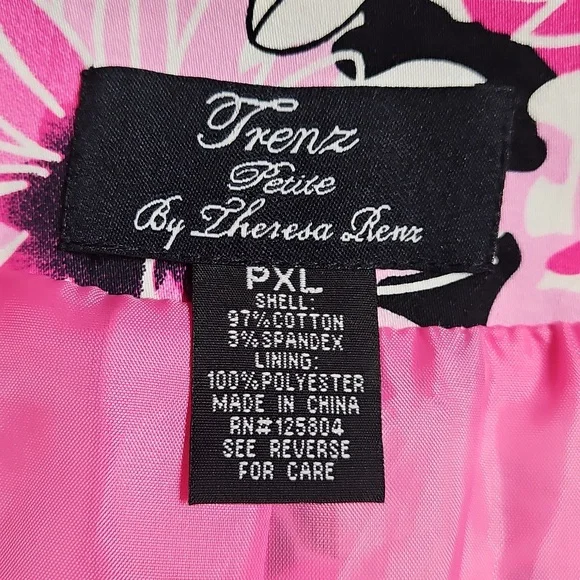 Trenz
Petite
By Theresa Renz
PXL
SHELL:
97%COTTON
3%SPANDEX
LINING:
100%POLYESTER
MADE IN CHINA
RN#125804
SEE REVERSE
FOR CARE